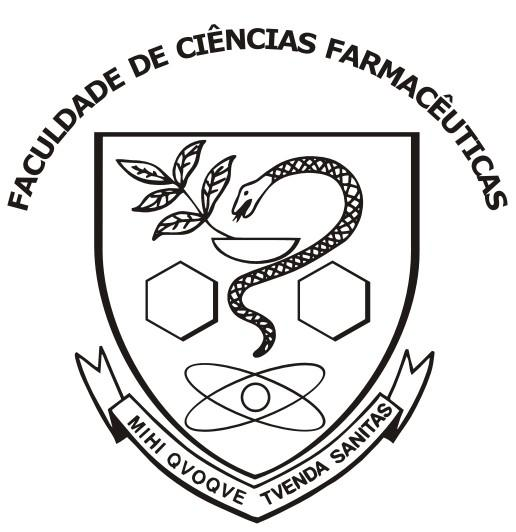 FACULDADE DE CIÊNCIAS FARMACÊUTICAS
MIHI QVOQVE TVENDA SANITAS